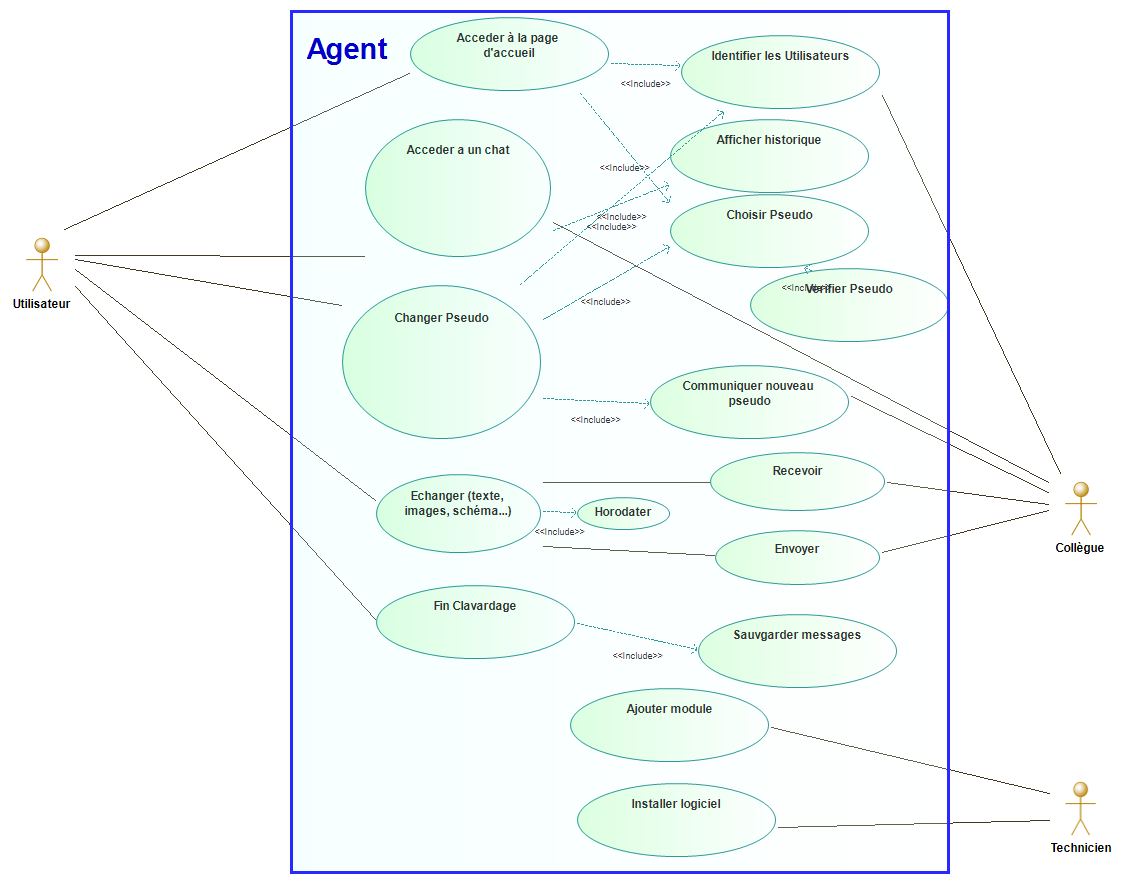 Agent
Acceder à la page
d'accueil
Identifier les Utilisateurs
<<Include>>
Acceder a un chat
Afficher historique
<<Include>>
Choisir Pseudo
<<Include>>
<<Include>>
Utilisateur
<<Include>>
Vérifier Pseudo
<<Include>>
Changer Pseudo
Communiquer nouveau
pseudo
<<Include>>
Recevoir
Echanger (texte,
images, schéma...)
Horodater
<<Include>>
Envoyer
Collègue
Fin Clavardage
Sauvgarder messages
<<Include>>
Ajouter module
Installer logiciel
Technicien